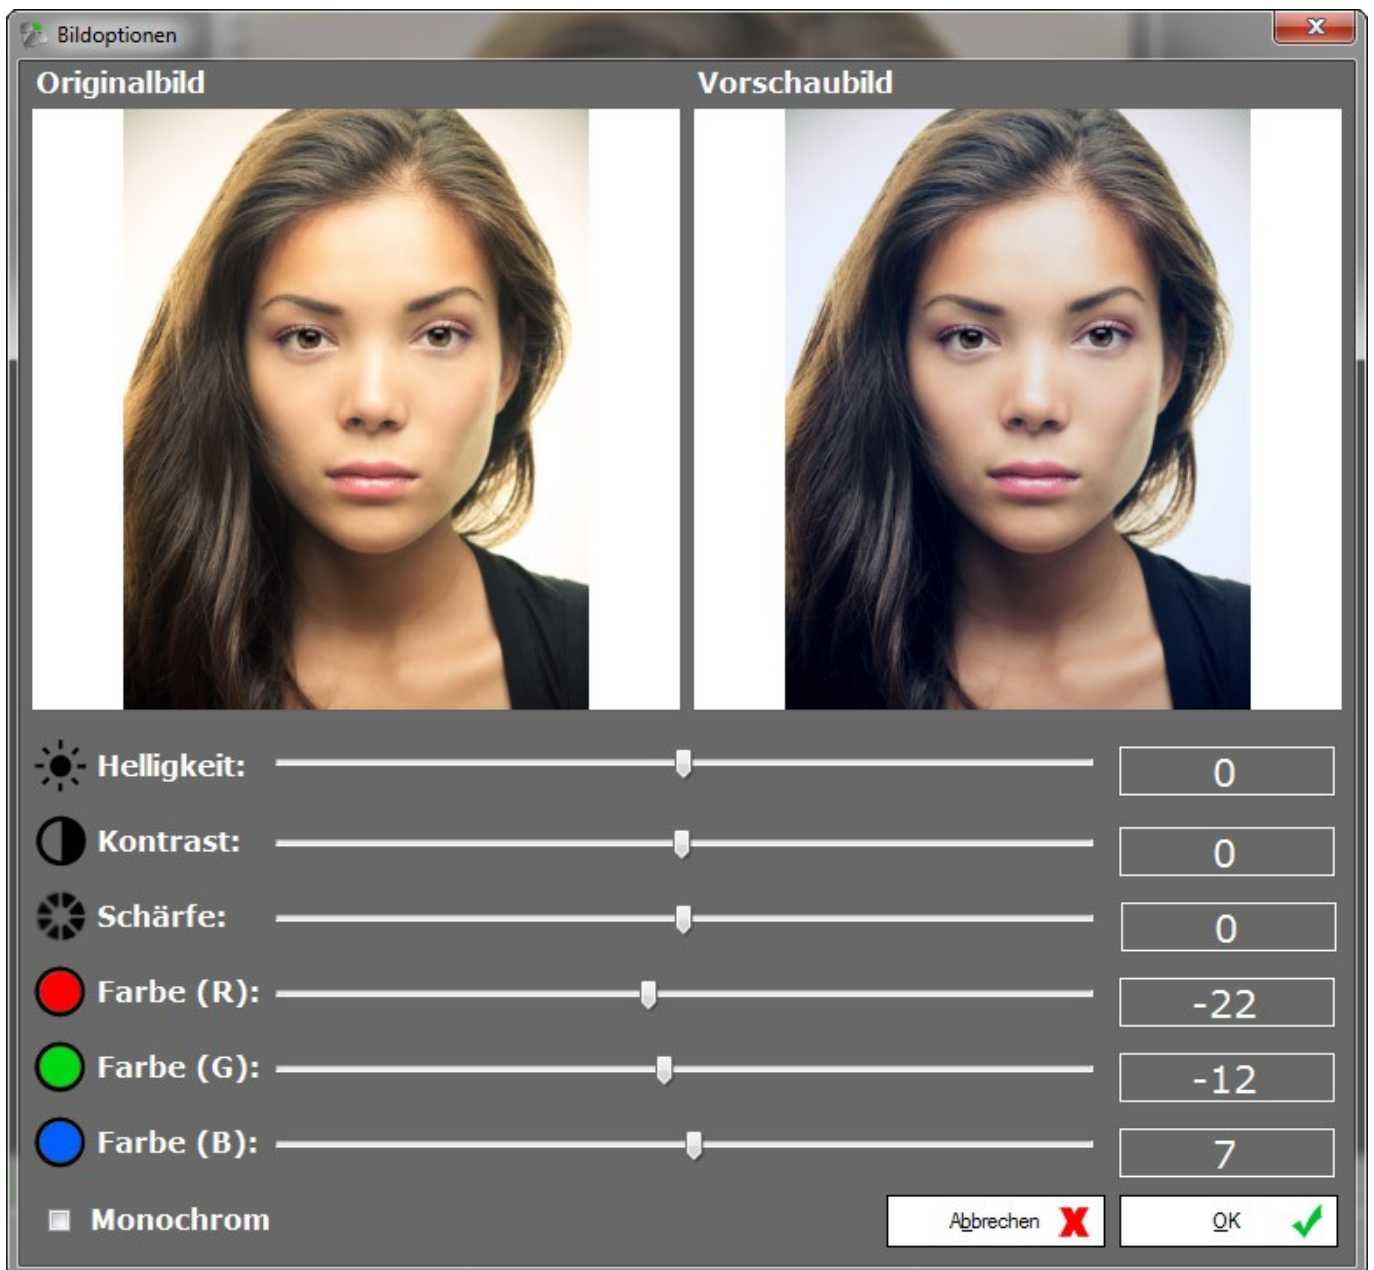 Bildoptionen
Originalbild Vorschaubild
Helligkeit: 0
Kontrast: 0
Schärfe: 0
Farbe (R): -22
Farbe (G): -12
Farbe (B): 7
Monochrom Abbrechen OK